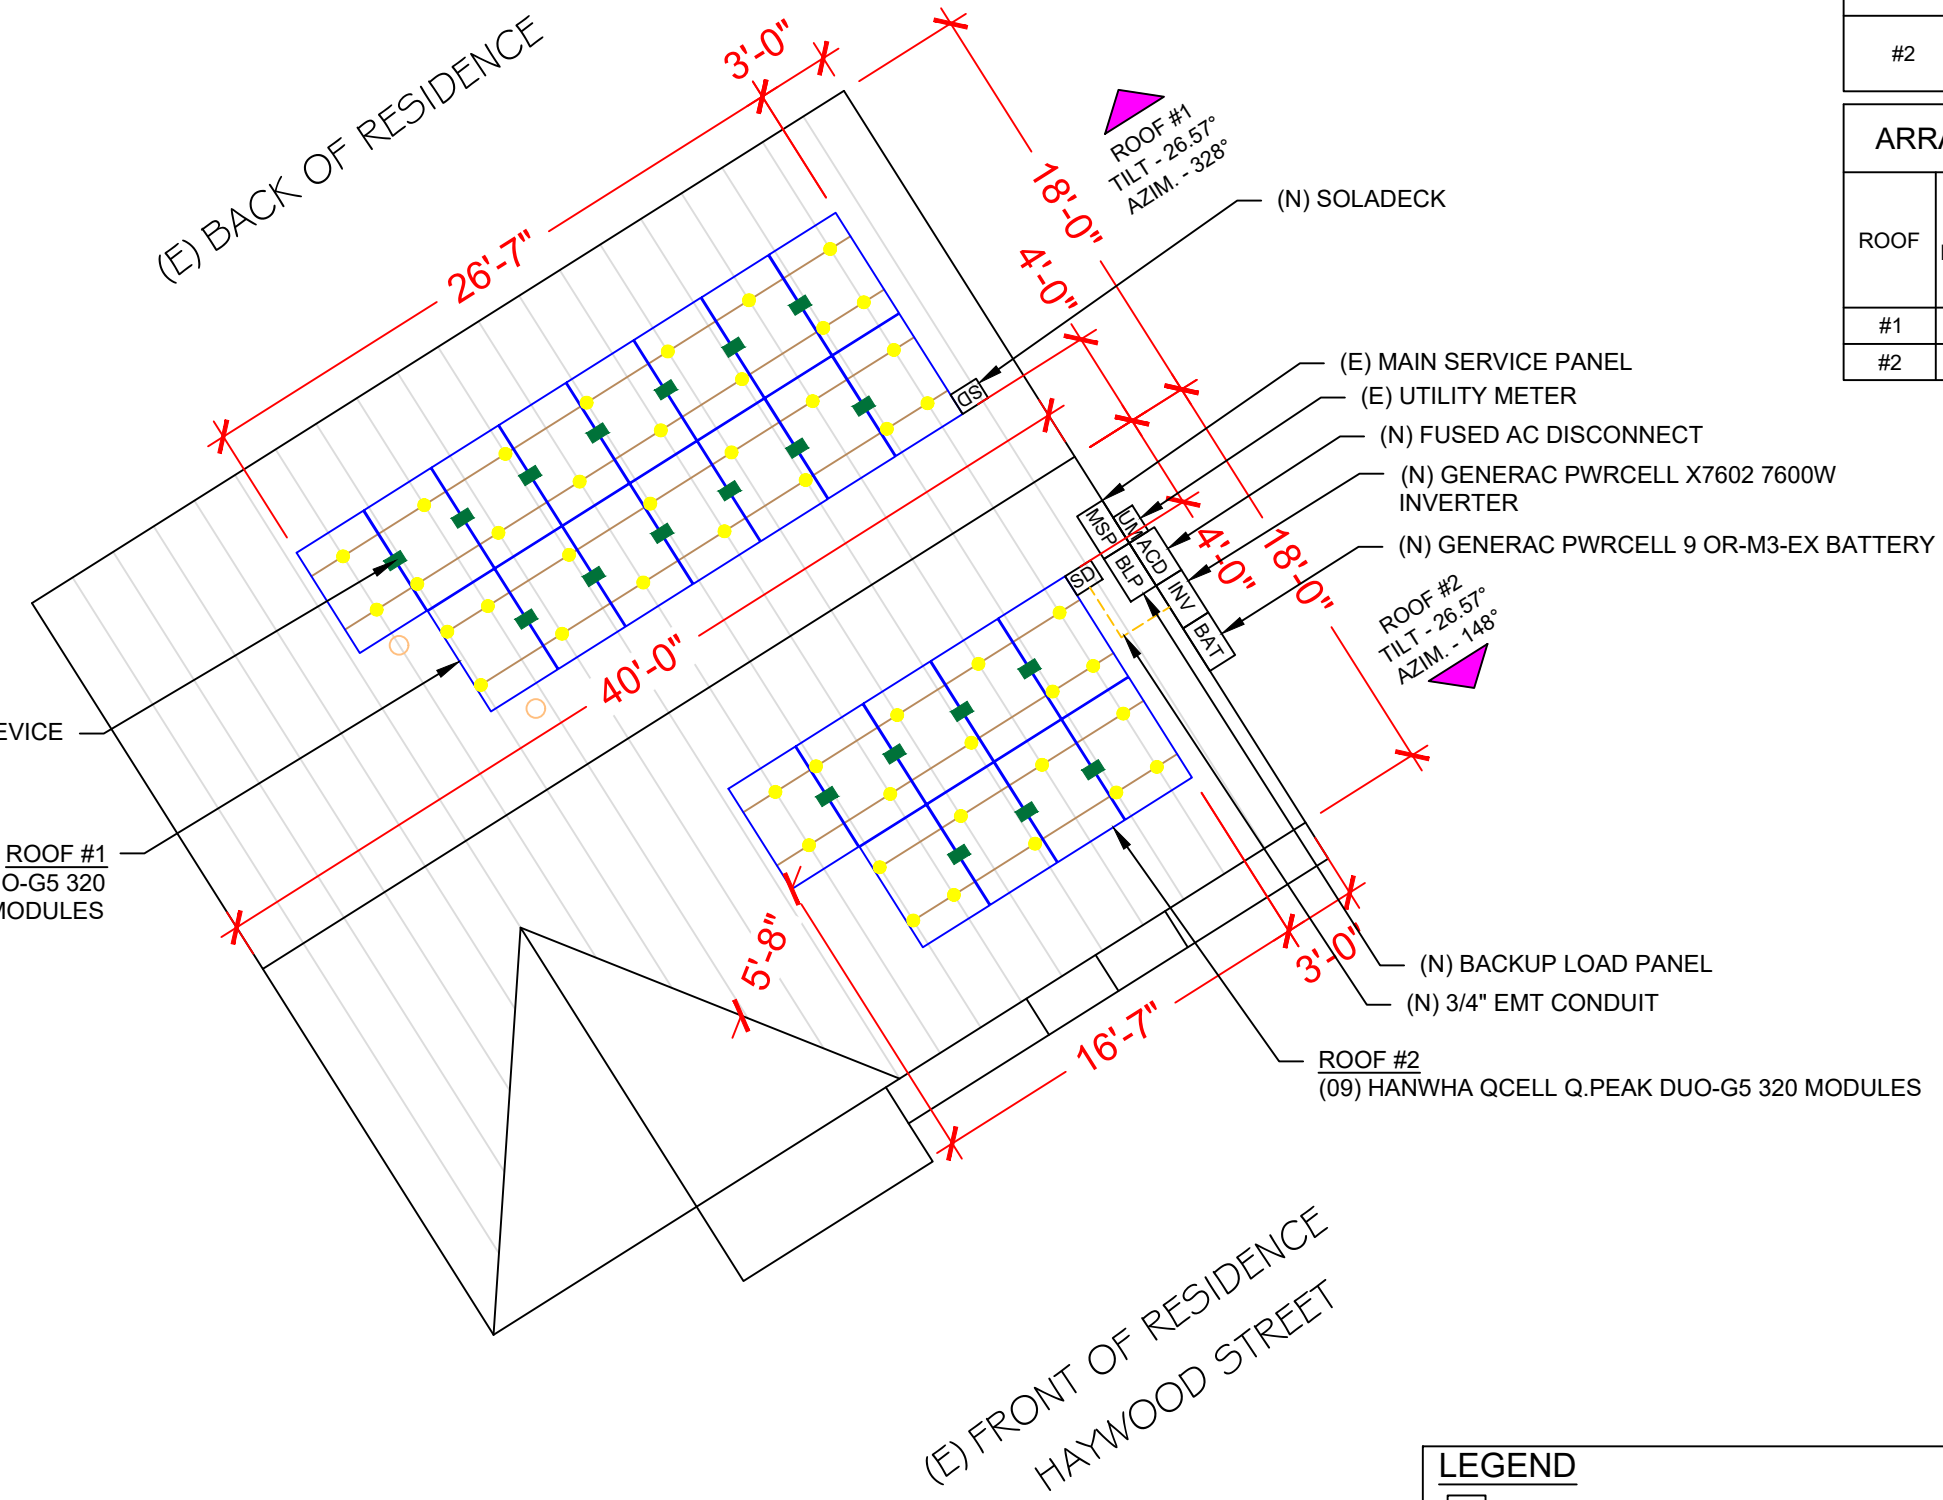 (E) BACK OF RESIDENCE
3'-0"
26'-7"
18'-0"
4'-0"
ROOF #1
TILT - 26.57°
AZIM. - 328°
#2
ROOF
#1
#2
(N) SOLADECK
SD
(E) MAIN SERVICE PANEL
(E) UTILITY METER
(N) FUSED AC DISCONNECT
(N) GENERAC PWRCELL X7602 7600W
INVERTER
(N) GENERAC PWRCELL 9 OR-M3-EX BATTERY
MSP
UM
ACD
BLP
INV
BAT
SD
4'-0"
18'-0"
ROOF #2
TILT - 26.57°
AZIM. - 148°
40'-0"
ROOF #1
O-G5 320
MODULES
5'-8"
16'-7"
3'-0"
(N) BACKUP LOAD PANEL
(N) 3/4" EMT CONDUIT
ROOF #2
(09) HANWHA QCELL Q.PEAK DUO-G5 320 MODULES
(E) FRONT OF RESIDENCE
HAYWOOD STREET
LEGEND